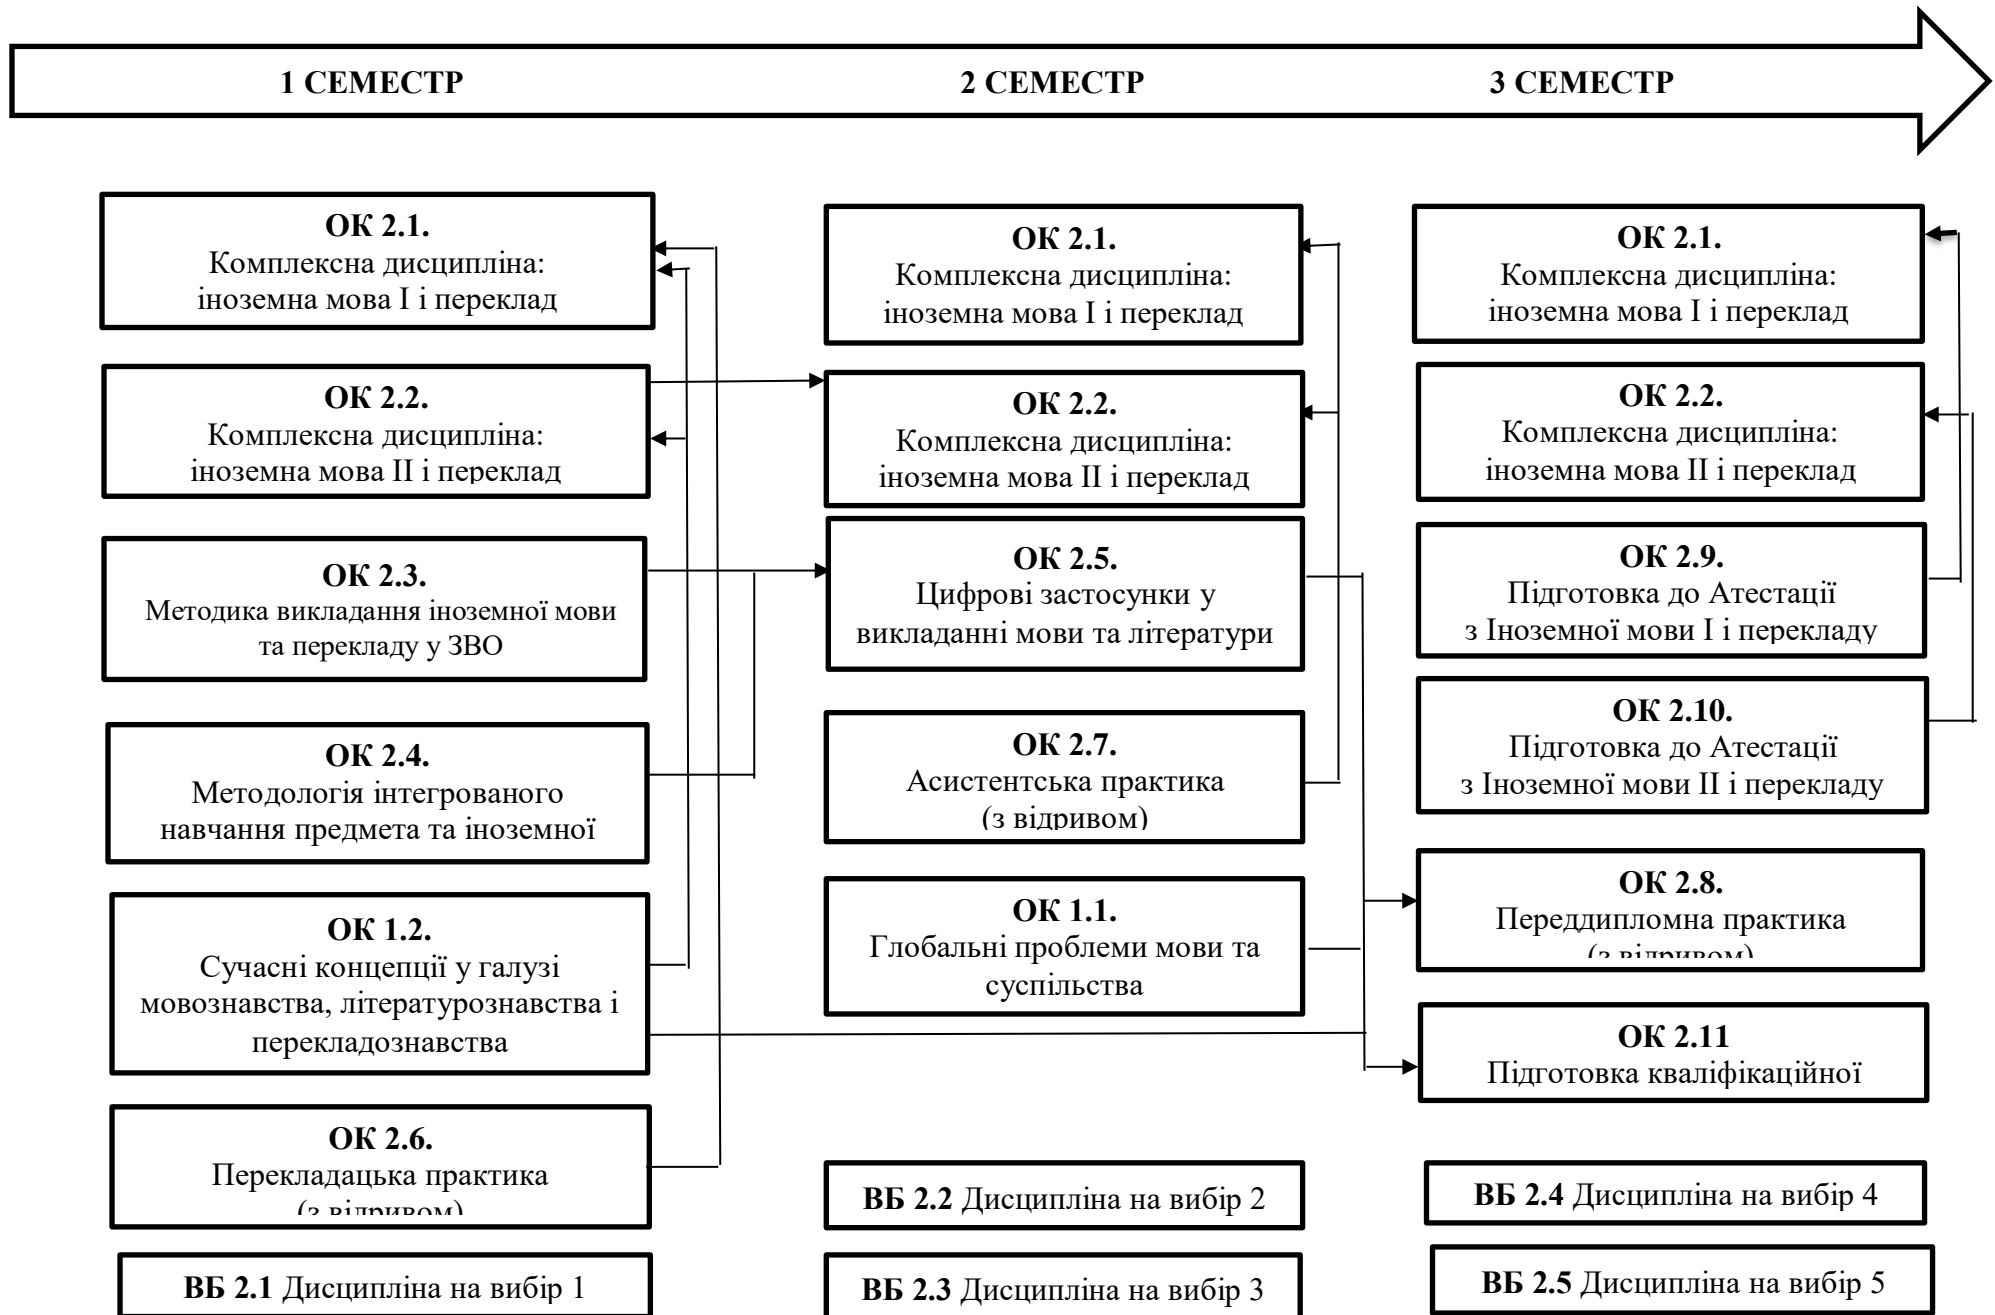 1 СЕМЕСТР
2 СЕМЕСТР
3 СЕМЕСТР
ОК 2.1.
Комплексна дисципліна:
іноземна мова І і переклад
ОК 2.2.
Комплексна дисципліна:
іноземна мова ІІ і переклад
ОК 2.3.
Методика викладання іноземної мови
та перекладу у ЗВО
ОК 2.4.
Методологія інтегрованого
навчання предмета та іноземної
ОК 1.2.
Сучасні концепції у галузі
мовознавства, літературознавства і
перекладознавства
ОК 2.6.
Перекладацька практика
(з відривом)
ВБ 2.1 Дисципліна на вибір 1
ОК 2.1.
Комплексна дисципліна:
іноземна мова І і переклад
ОК 2.2.
Комплексна дисципліна:
іноземна мова ІІ і переклад
ОК 2.5.
Цифрові застосунки у
викладанні мови та літератури
ОК 2.7.
Асистентська практика
(з відривом)
ОК 1.1.
Глобальні проблеми мови та
суспільства
ВБ 2.2 Дисципліна на вибір 2
ВБ 2.3 Дисципліна на вибір 3
ОК 2.1.
Комплексна дисципліна:
іноземна мова І і переклад
ОК 2.2.
Комплексна дисципліна:
іноземна мова ІІ і переклад
ОК 2.9.
Підготовка до Атестації
з Іноземної мови І і перекладу
ОК 2.10.
Підготовка до Атестації
з Іноземної мови ІІ і перекладу
ОК 2.8.
Переддипломна практика
(з відривом)
ОК 2.11
Підготовка кваліфікаційної
ВБ 2.4 Дисципліна на вибір 4
ВБ 2.5 Дисципліна на вибір 5